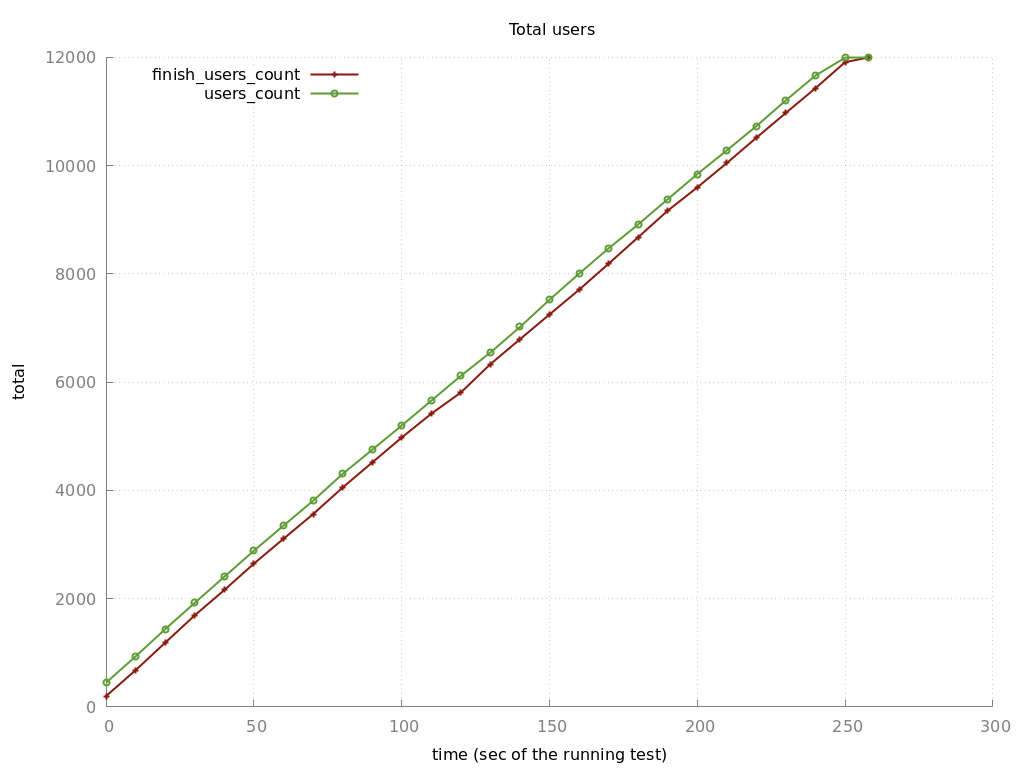 Total users
finish_users_count
users_count
12000
10000
8000
6000
4000
2000
0
total
0 50 100 150 200 250 300
time (sec of the running test)